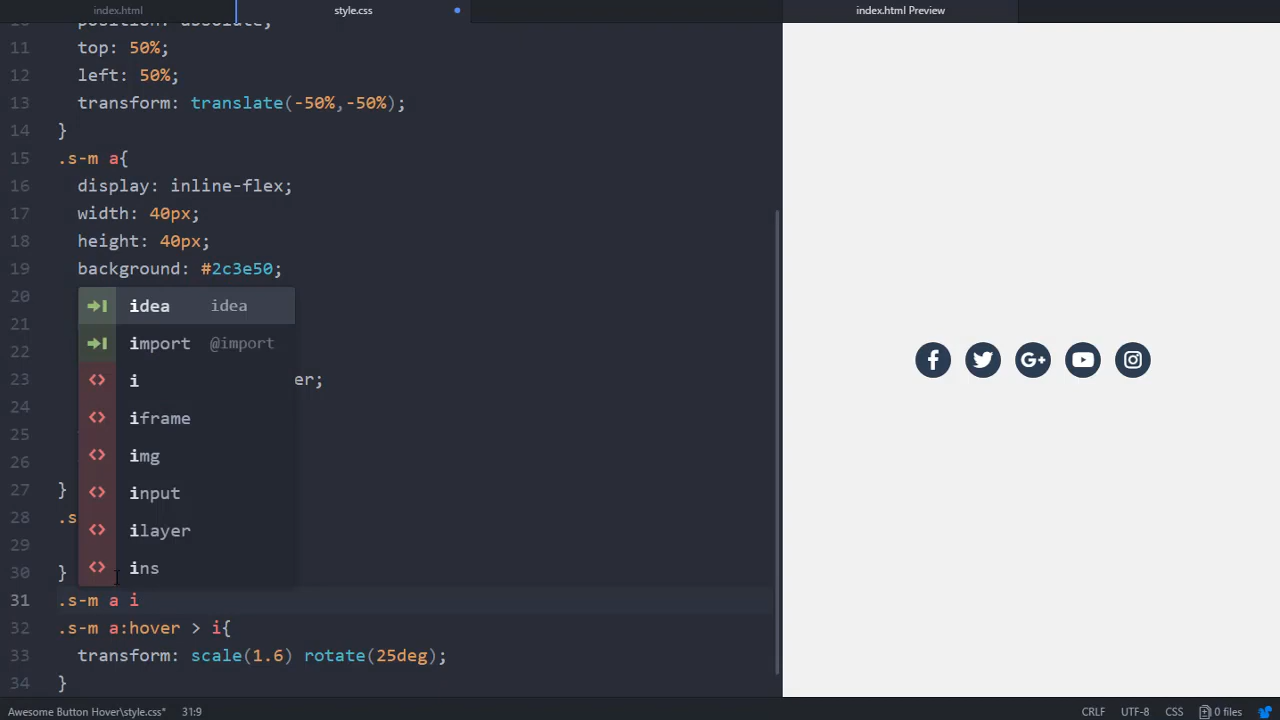 index.html
style.css
index.html Preview
11 top: 50%;
12 left: 50%;
13 transform: translate(-50%,-50%);
14 }
15 .s-m a{
16 display: inline-flex;
17 width: 40px;
18 height: 40px;
19 background: #2c3e50;
20 idea idea
21
22 import @import
23 i er;
24 iframe
25
26 img
27 } input
28 .s ilayer
29
30 } ins
31 .s-m a i
32 .s-m a:hover > i{
33 transform: scale(1.6) rotate(25deg);
34 }
G+
Awesome Button Hover\style.css* 31:9 CRLF UTF-8 CSS 0 files